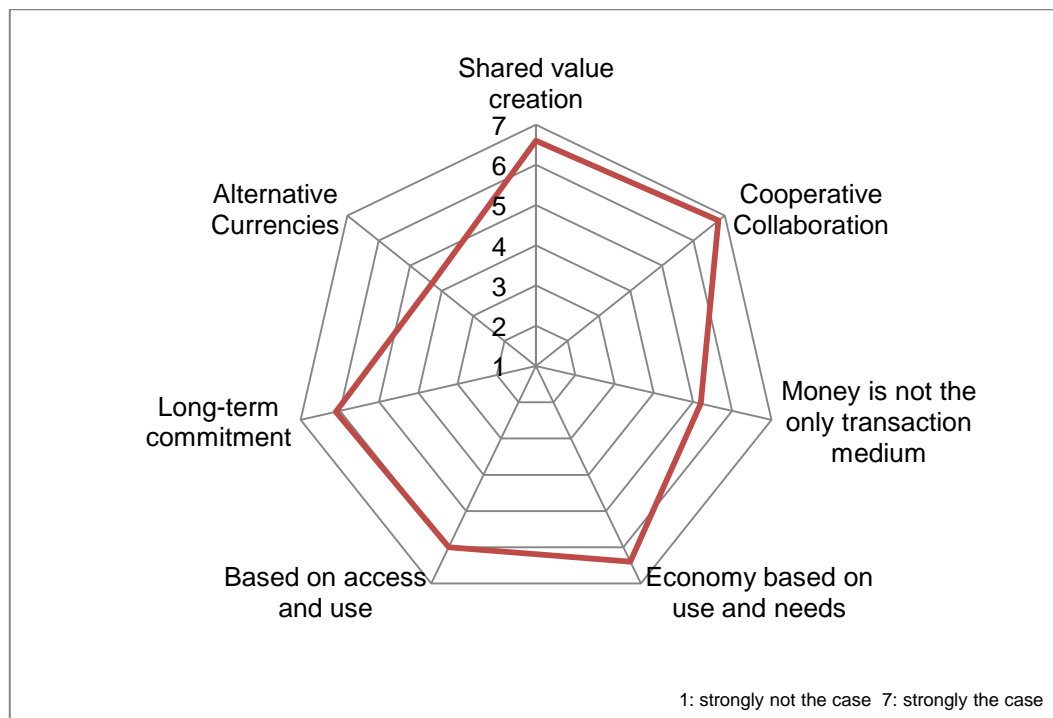 Shared value
creation
7
6
5
4
3
2
1
Alternative
Currencies
Cooperative
Collaboration
Money is not the
only transaction
medium
Long-term
commitment
Based on access
and use
Economy based on
use and needs
1: strongly not the case 7: strongly the case